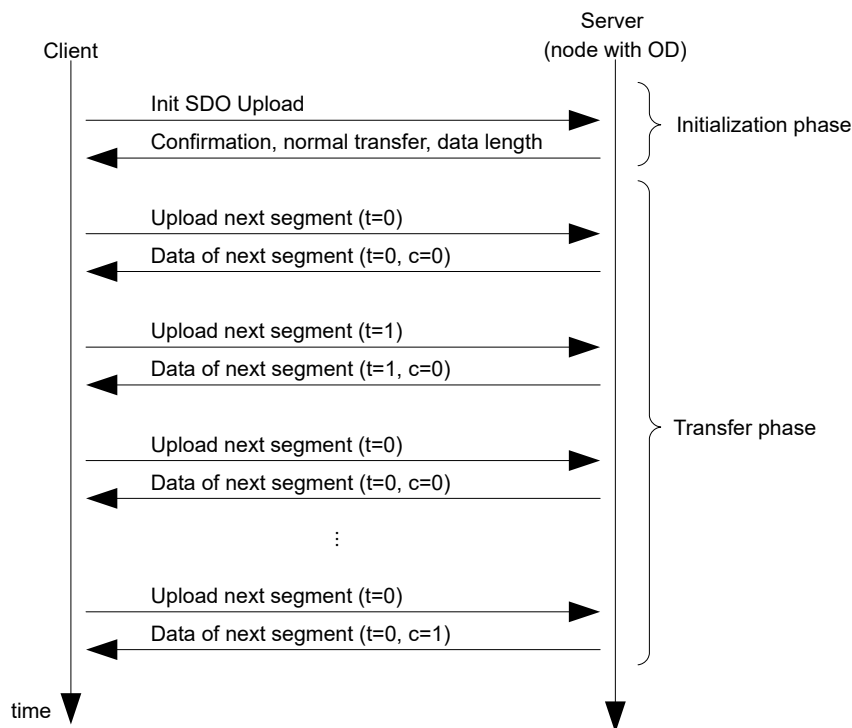 Server
(node with OD)
Client
Init SDO Upload
Confirmation, normal transfer, data length
Initialization phase
Upload next segment (t=0)
Data of next segment (t=0, c=0)
Upload next segment (t=1)
Data of next segment (t=1, c=0)
Transfer phase
Upload next segment (t=0)
Data of next segment (t=0, c=0)
...
Upload next segment (t=0)
Data of next segment (t=0, c=1)
time